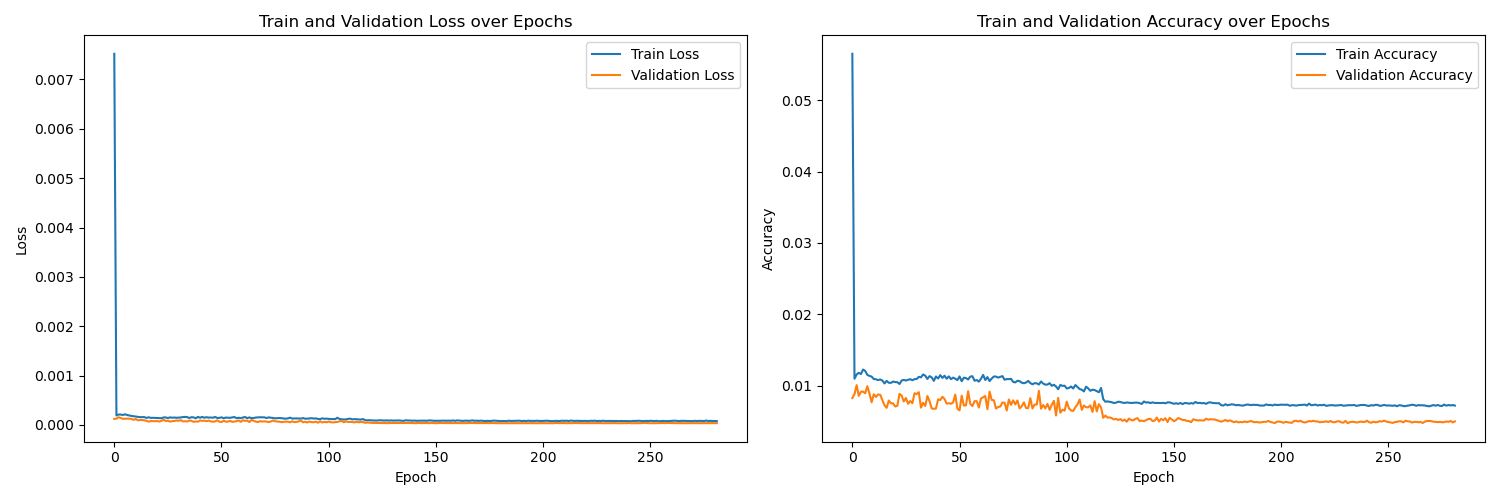 Train and Validation Loss over Epochs
Train Loss
Validation Loss
0.007
0.006
0.005
0.004
0.003
0.002
0.001
0.000
Loss
0
50
100
150
200
250
Epoch
Train and Validation Accuracy over Epochs
Train Accuracy
Validation Accuracy
0.05
0.04
0.03
0.02
0.01
Accuracy
0
50
100
150
200
250
Epoch